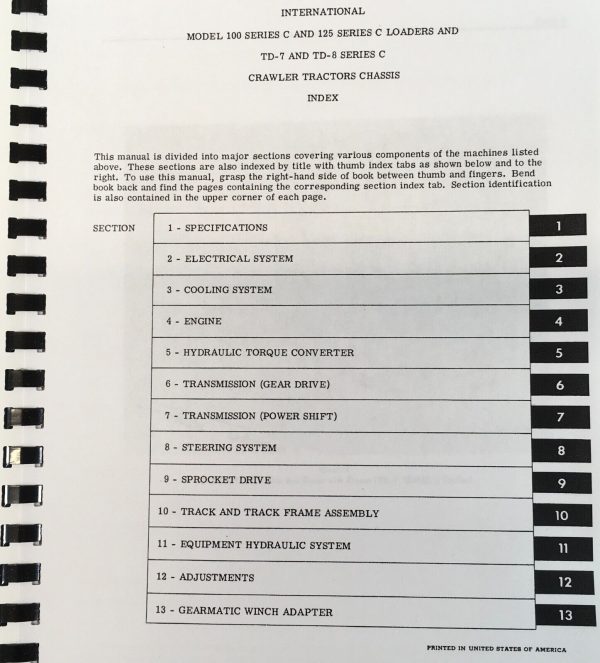 INTERNATIONAL
MODEL 100 SERIES C AND 125 SERIES C LOADERS AND
TD-7 AND TD-8 SERIES C
CRAWLER TRACTORS CHASSIS
INDEX
This manual is divided into major sections covering various components of the machines listed
above. These sections are also indexed by title with thumb index tabs as shown below and to the
right. To use this manual, grasp the right-hand side of book between thumb and fingers. Bend
book back and find the pages containing the corresponding section index tab. Section identification
is also contained in the upper corner of each page.
SECTION 1 - SPECIFICATIONS 1
2 - ELECTRICAL SYSTEM 2
3 - COOLING SYSTEM 3
4 - ENGINE 4
5 - HYDRAULIC TORQUE CONVERTER 5
6 - TRANSMISSION (GEAR DRIVE) 6
7 - TRANSMISSION (POWER SHIFT) 7
8 - STEERING SYSTEM 8
9 - SPROCKET DRIVE 9
10 - TRACK AND TRACK FRAME ASSEMBLY 10
11 - EQUIPMENT HYDRAULIC SYSTEM 11
12 - ADJUSTMENTS 12
13 - GEARMATIC WINCH ADAPTER 13
PRINTED IN UNITED STATES OF AMERICA